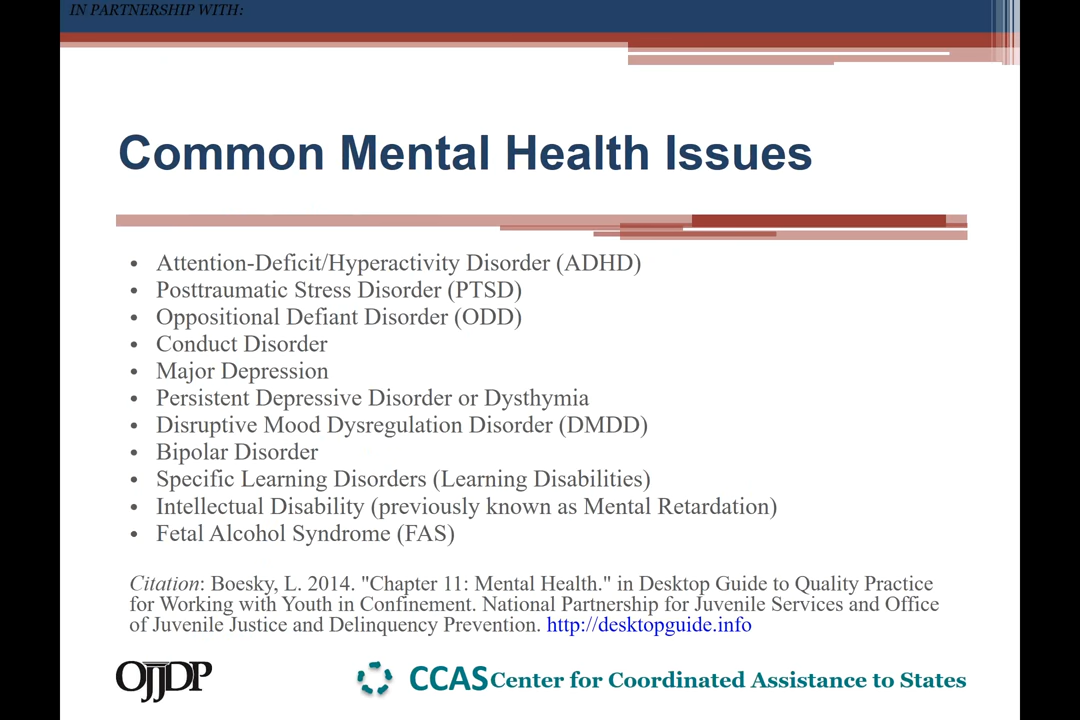 IN PARTNERSHIP WITH:
Common Mental Health Issues
• Attention-Deficit/Hyperactivity Disorder (ADHD)
• Posttraumatic Stress Disorder (PTSD)
• Oppositional Defiant Disorder (ODD)
• Conduct Disorder
• Major Depression
• Persistent Depressive Disorder or Dysthymia
• Disruptive Mood Dysregulation Disorder (DMDD)
• Bipolar Disorder
• Specific Learning Disorders (Learning Disabilities)
• Intellectual Disability (previously known as Mental Retardation)
• Fetal Alcohol Syndrome (FAS)
Citation: Boesky, L. 2014. "Chapter 11: Mental Health." in Desktop Guide to Quality Practice
for Working with Youth in Confinement. National Partnership for Juvenile Services and Office
of Juvenile Justice and Delinquency Prevention. http://desktopguide.info
OJJDP
CCAS Center for Coordinated Assistance to States